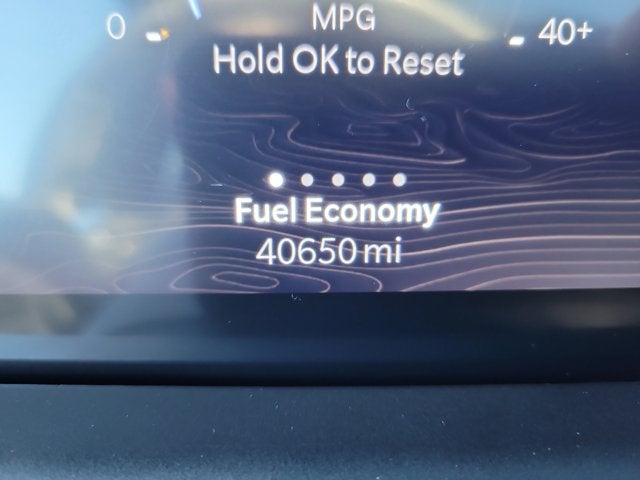 MPG
0 40+
Hold OK to Reset
Fuel Economy
40650 mi